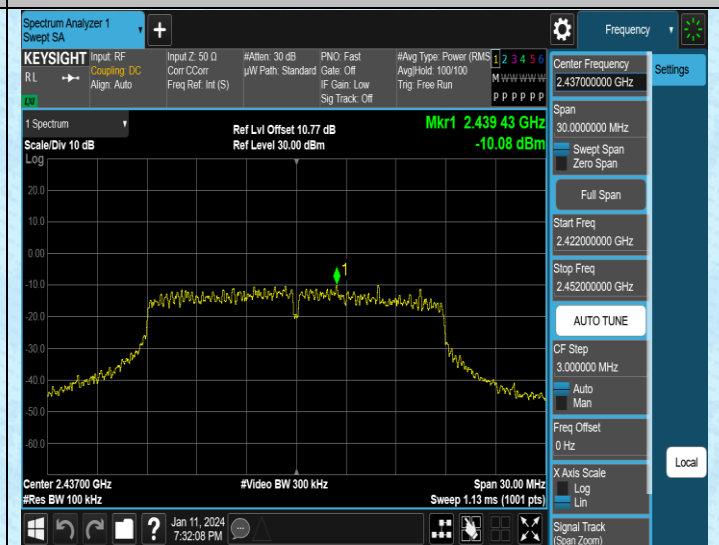 Spectrum Analyzer 1
Swept SA
Frequency
KEYSIGHT
R L
LXI
Input: RF
Coupling: DC
Align: Auto
Input Z: 50 Ω
Corr CCorr
Freq Ref: Int (S)
#Atten: 30 dB
µW Path: Standard
PNO: Fast
Gate: Off
IF Gain: Low
Sig Track: Off
#Avg Type: Power (RMS
Avg|Hold: 100/100
Trig: Free Run
1 2 3 4 5 6
M W W W W W
P P P P P P
Center Frequency
2.437000000 GHz
Settings
1 Spectrum
Scale/Div 10 dB
Log
Ref Lvl Offset 10.77 dB
Ref Level 30.00 dBm
Mkr1 2.439 43 GHz
-10.08 dBm
Span
30.0000000 MHz
Swept Span
Zero Span
Full Span
Start Freq
2.422000000 GHz
Stop Freq
2.452000000 GHz
AUTO TUNE
CF Step
3.000000 MHz
Auto
Man
Freq Offset
0 Hz
X Axis Scale
Log
Lin
Local
Signal Track
(Span Zoom)
20.0
10.0
0.00
-10.0
-20.0
-30.0
-40.0
-50.0
-60.0
1
Center 2.43700 GHz
#Res BW 100 kHz
#Video BW 300 kHz
Span 30.00 MHz
Sweep 1.13 ms (1001 pts)
?
Jan 11, 2024
7:32:08 PM